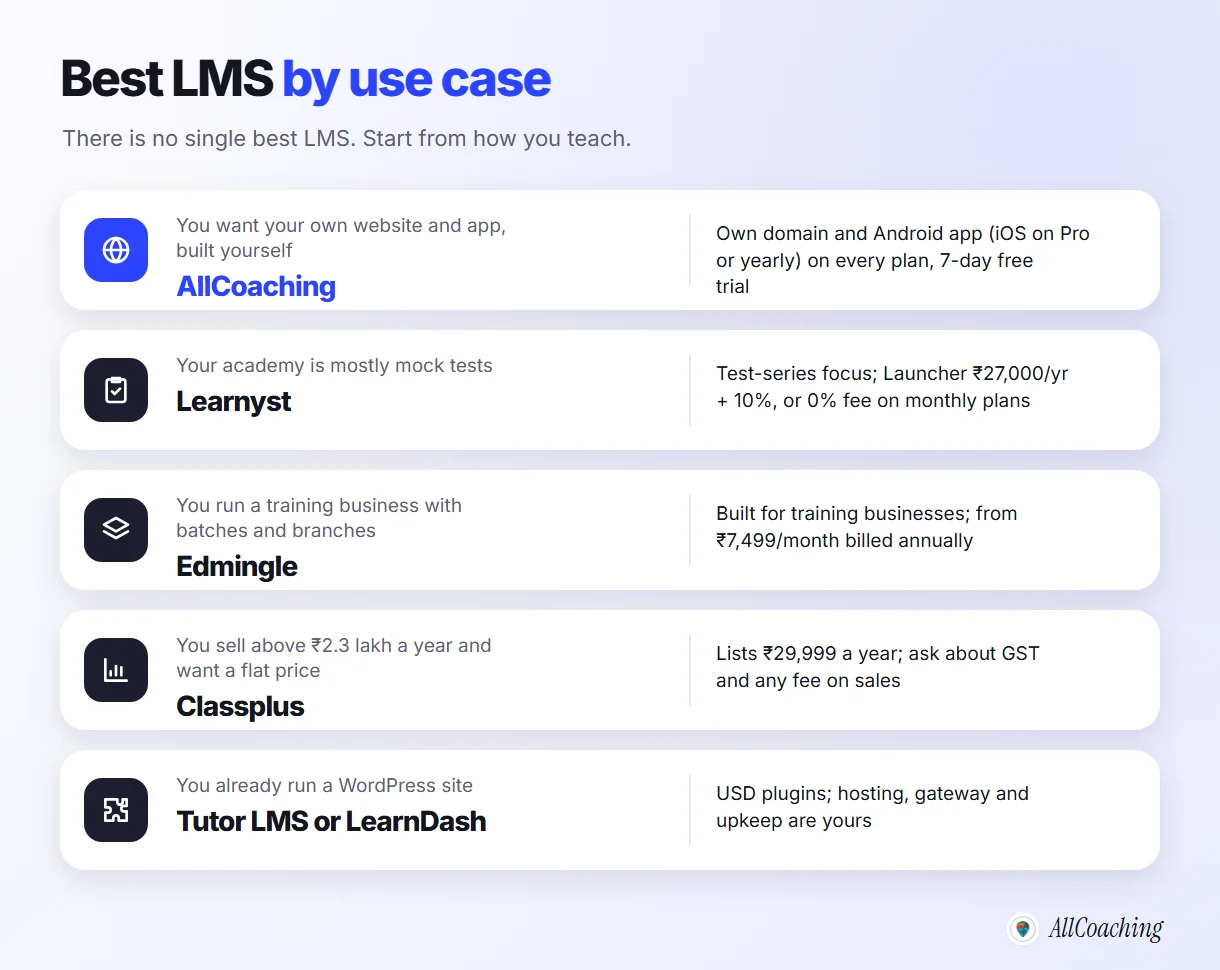 Best LMS by use case
There is no single best LMS. Start from how you teach.
You want your own website and app,
built yourself
AllCoaching
Own domain and Android app (iOS on Pro
or yearly) on every plan, 7-day free
trial
Your academy is mostly mock tests
Learnyst
Test-series focus; Launcher ₹27,000/yr
+ 10%, or 0% fee on monthly plans
You run a training business with
batches and branches
Edmingle
Built for training businesses; from
₹7,499/month billed annually
You sell above ₹2.3 lakh a year and
want a flat price
Classplus
Lists ₹29,999 a year; ask about GST
and any fee on sales
You already run a WordPress site
Tutor LMS or LearnDash
USD plugins; hosting, gateway and
upkeep are yours
AllCoaching